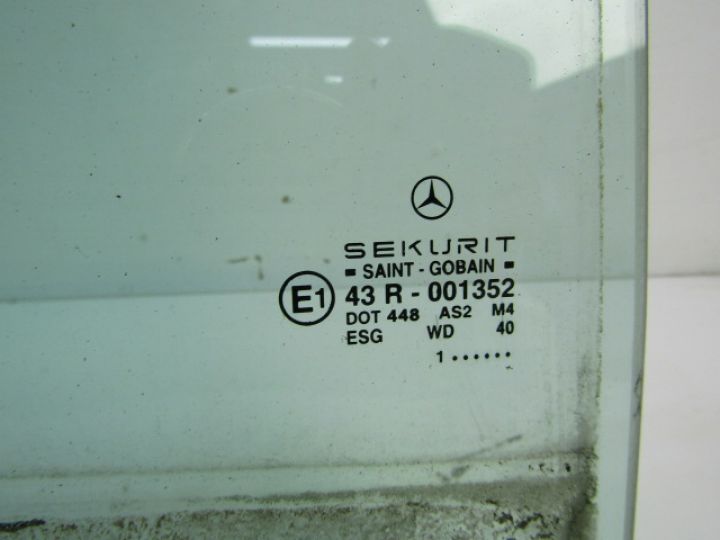 SEKURIT
▪ SAINT - GOBAIN ▪
E1 43 R - 001352
DOT 448 AS2 M4
ESG WD 40
1 ......